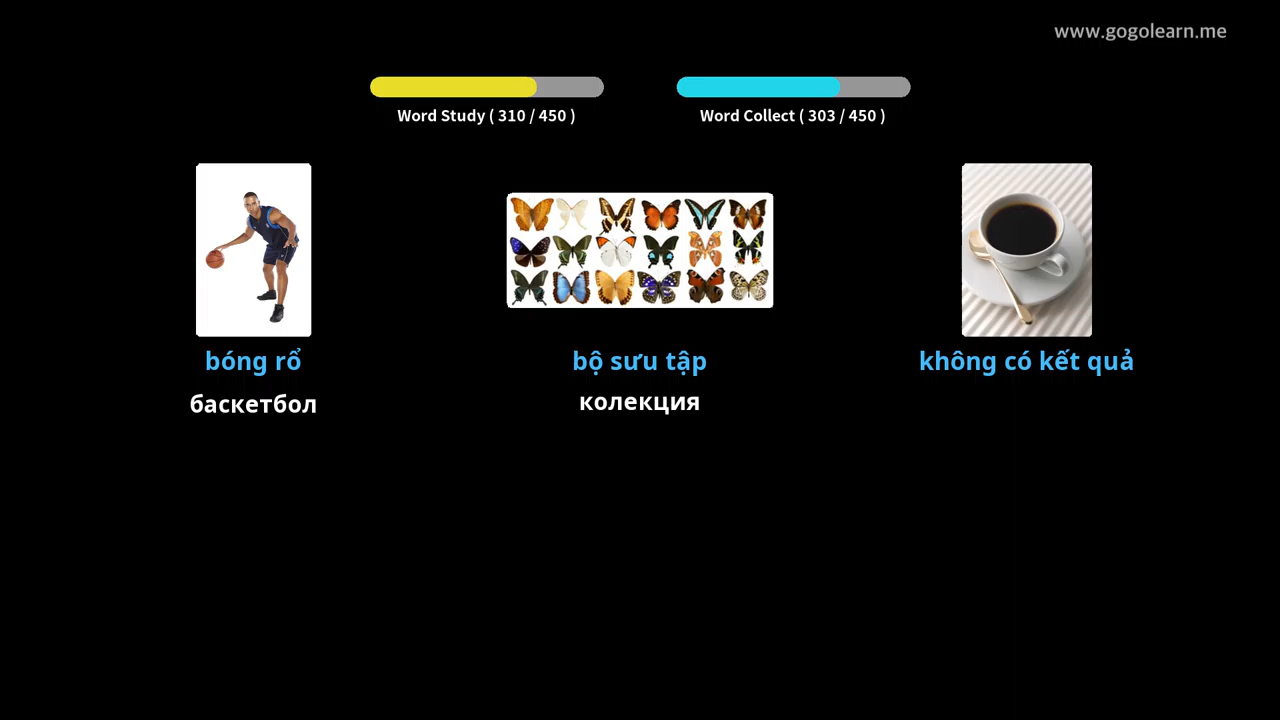 www.gogolearn.me
Word Study ( 310 / 450 )
Word Collect ( 303 / 450 )
bóng rổ
bộ sưu tập
không có kết quả
баскетбол
колекция